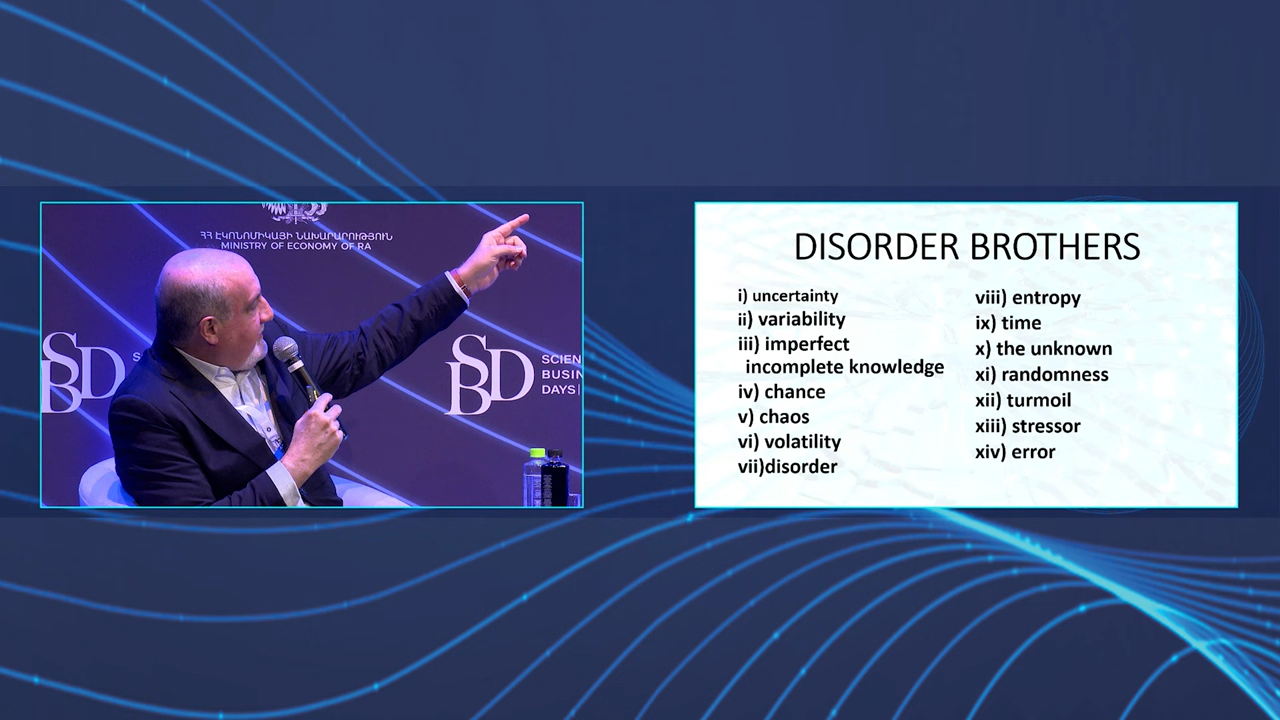 ՀՀ ԷԿՈՆՈՄԻԿԱՅԻ ՆԱԽԱՐԱՐՈՒԹՅՈՒՆ
MINISTRY OF ECONOMY OF RA
SBD
S
SBD
SCIEN
BUSIN
DAYS|
DISORDER BROTHERS
i) uncertainty
ii) variability
iii) imperfect
incomplete knowledge
iv) chance
v) chaos
vi) volatility
vii)disorder
viii) entropy
ix) time
x) the unknown
xi) randomness
xii) turmoil
xiii) stressor
xiv) error